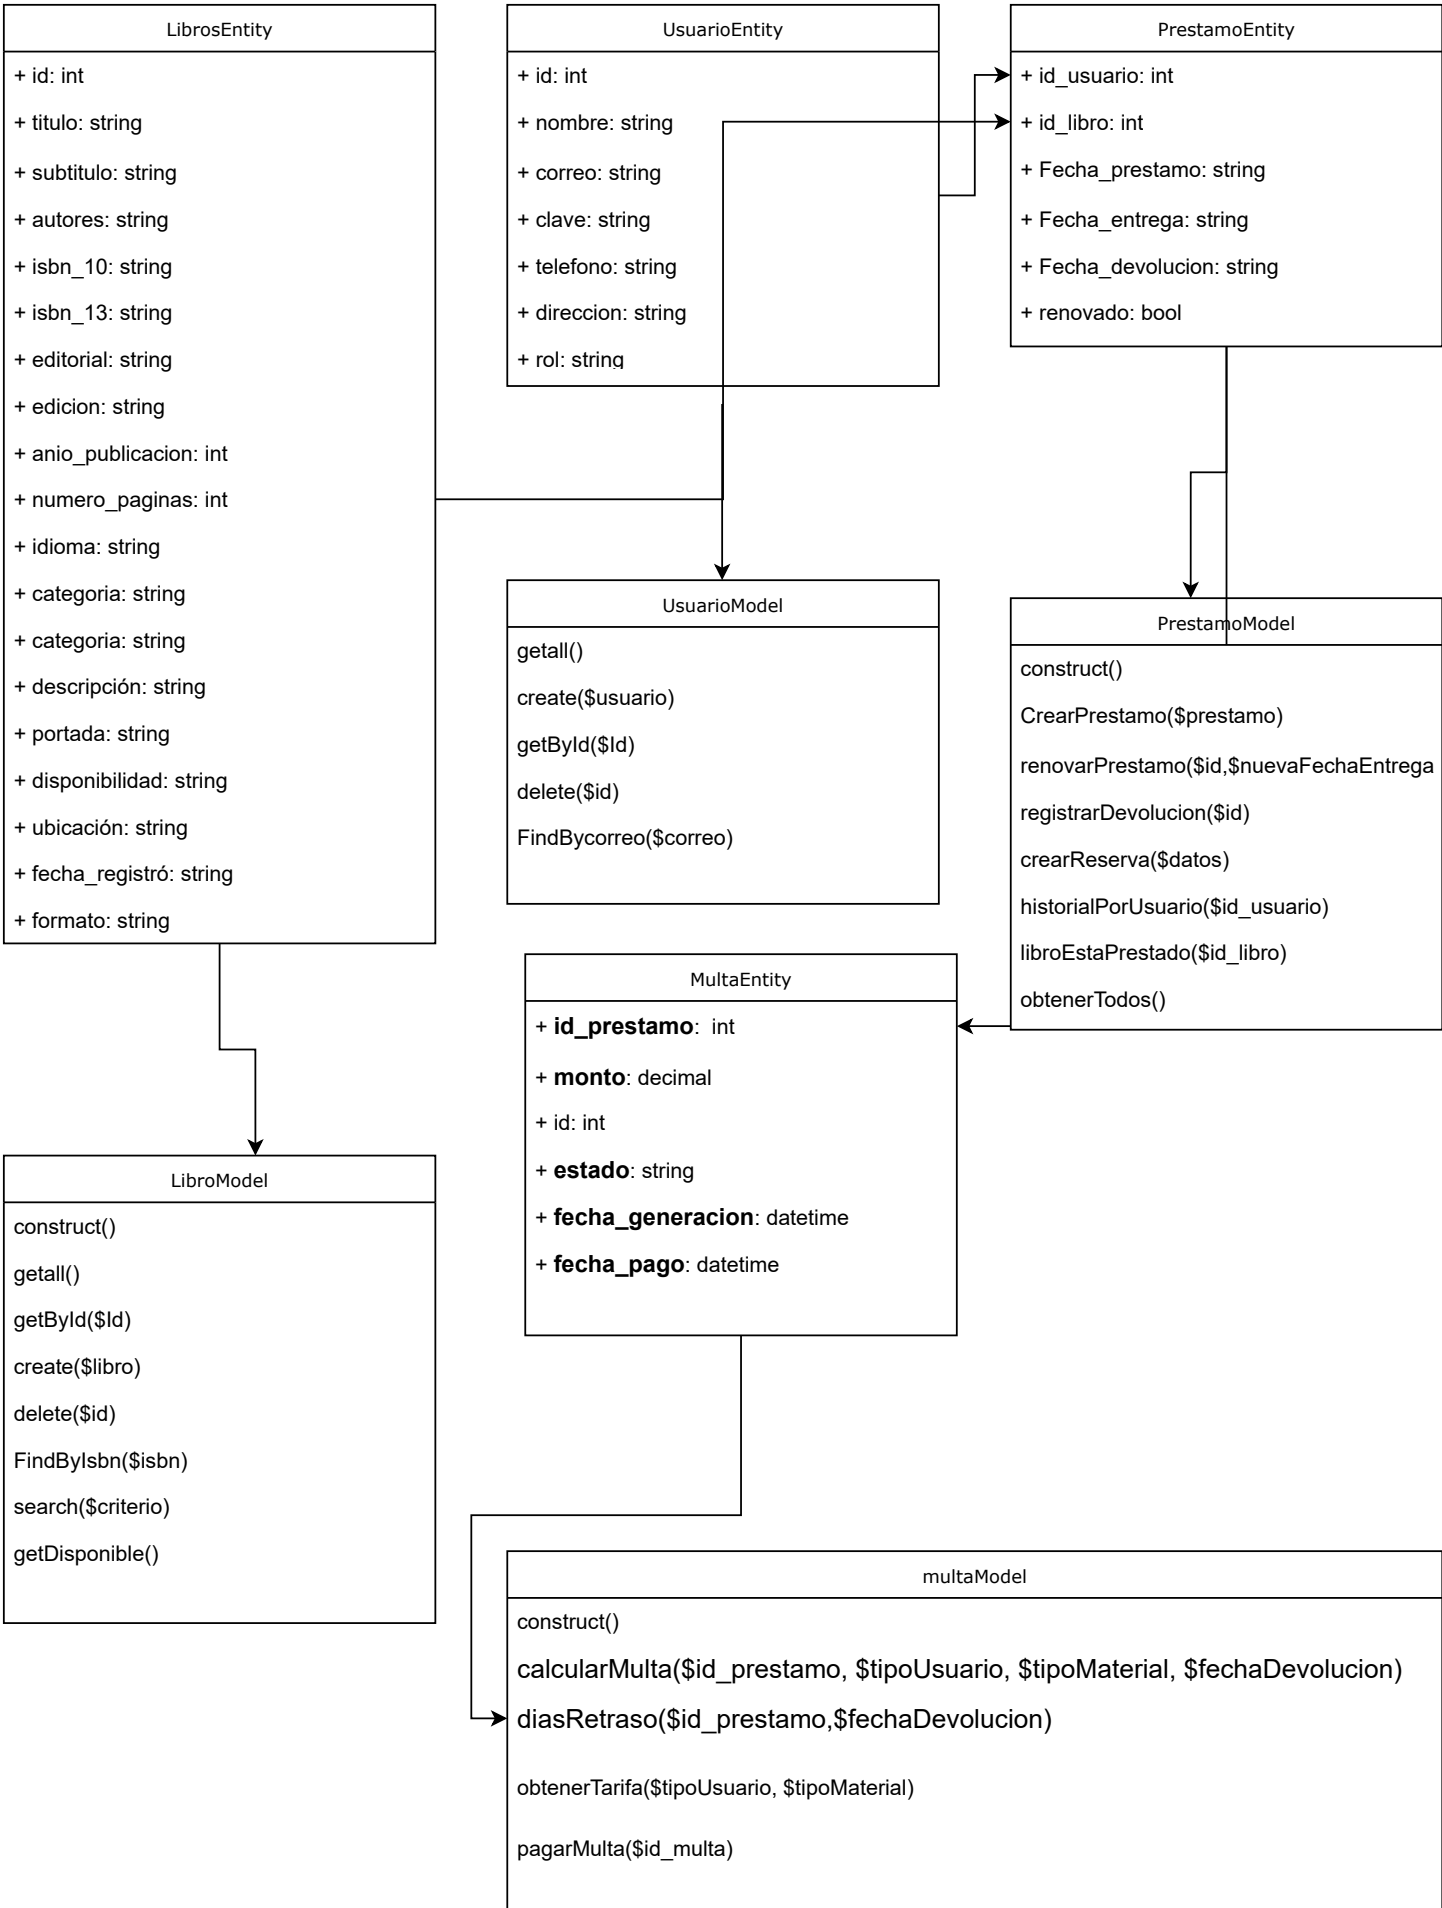 LibrosEntity
+ id: int
+ titulo: string
+ subtitulo: string
+ autores: string
+ isbn_10: string
+ isbn_13: string
+ editorial: string
+ edicion: string
+ anio_publicacion: int
+ numero_paginas: int
+ idioma: string
+ categoria: string
+ categoria: string
+ descripción: string
+ portada: string
+ disponibilidad: string
+ ubicación: string
+ fecha_registró: string
+ formato: string
UsuarioEntity
+ id: int
+ nombre: string
+ correo: string
+ clave: string
+ telefono: string
+ direccion: string
+ rol: string
PrestamoEntity
+ id_usuario: int
+ id_libro: int
+ Fecha_prestamo: string
+ Fecha_entrega: string
+ Fecha_devolucion: string
+ renovado: bool
UsuarioModel
getall()
create($usuario)
getById($Id)
delete($id)
FindBycorreo($correo)
PrestamoModel
construct()
CrearPrestamo($prestamo)
renovarPrestamo($id,$nuevaFechaEntrega
registrarDevolucion($id)
crearReserva($datos)
historialPorUsuario($id_usuario)
libroEstaPrestado($id_libro)
obtenerTodos()
MultaEntity
+ id_prestamo:  int
+ monto: decimal
+ id: int
+ estado: string
+ fecha_generacion: datetime
+ fecha_pago: datetime
LibroModel
construct()
getall()
getById($Id)
create($libro)
delete($id)
FindByIsbn($isbn)
search($criterio)
getDisponible()
multaModel
construct()
calcularMulta($id_prestamo, $tipoUsuario, $tipoMaterial, $fechaDevolucion)
diasRetraso($id_prestamo,$fechaDevolucion)
obtenerTarifa($tipoUsuario, $tipoMaterial)
pagarMulta($id_multa)